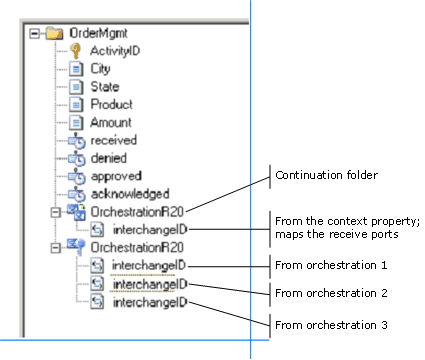 OrderMgmt
ActivityID
City
State
Product
Amount
received
denied
approved
acknowledged
OrchestrationR20
interchangeID
OrchestrationR20
interchangeID
interchangeID
interchangeID
Continuation folder
From the context property;
maps the receive ports
From orchestration 1
From orchestration 2
From orchestration 3